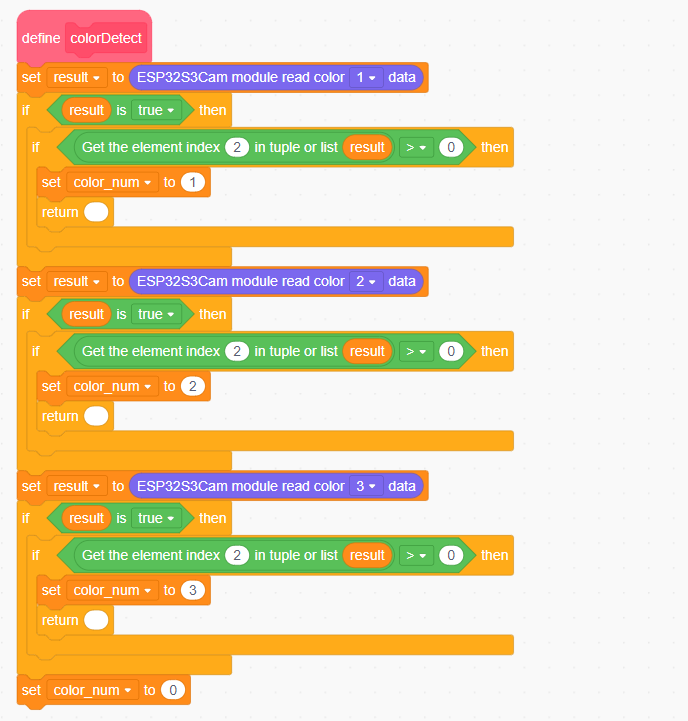 define colorDetect
set result to ESP32S3Cam module read color 1 data
if result is true then
if Get the element index 2 in tuple or list result > 0 then
set color_num to 1
return
set result to ESP32S3Cam module read color 2 data
if result is true then
if Get the element index 2 in tuple or list result > 0 then
set color_num to 2
return
set result to ESP32S3Cam module read color 3 data
if result is true then
if Get the element index 2 in tuple or list result > 0 then
set color_num to 3
return
set color_num to 0